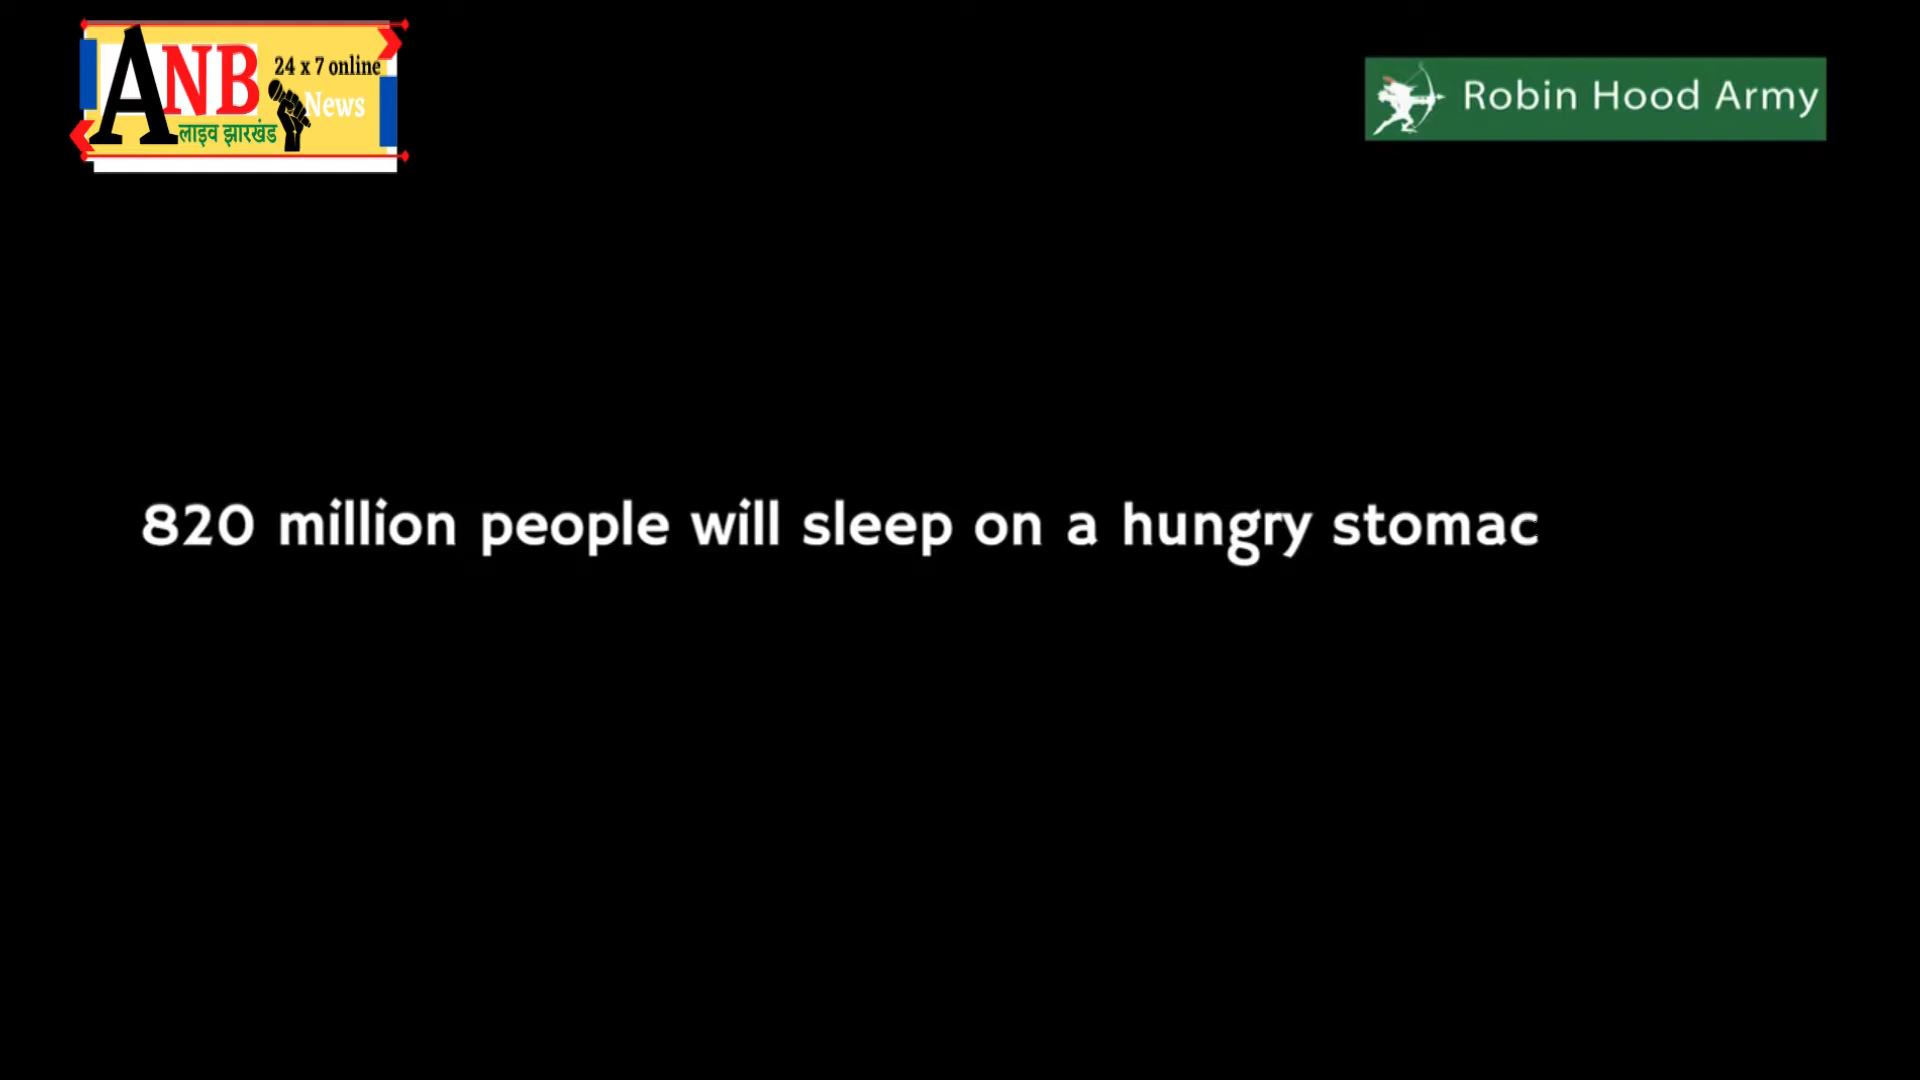 ANB
24 x 7 online
News
लाइव झारखंड
Robin Hood Army
820 million people will sleep on a hungry stomac